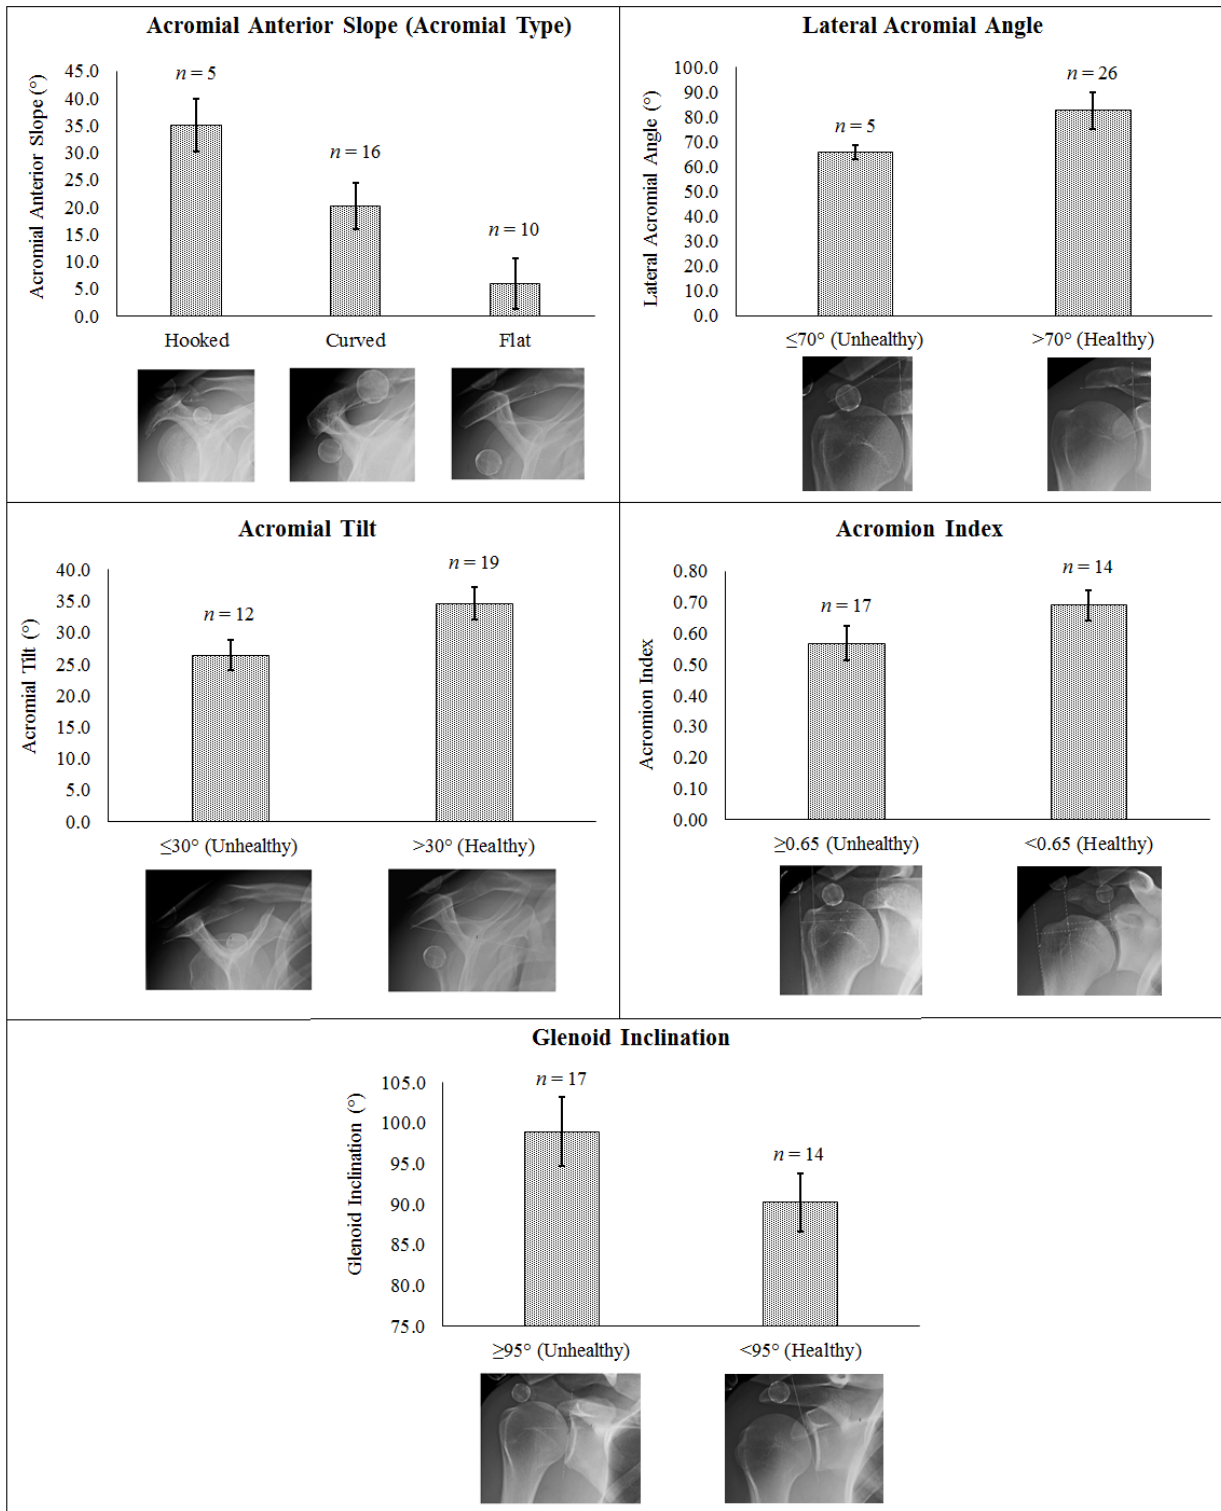 Acromial Anterior Slope (Acromial Type)
Acromial Anterior Slope (°)
45.0
40.0
35.0
30.0
25.0
20.0
15.0
10.0
5.0
0.0
n = 5
n = 16
n = 10
Hooked Curved Flat
Lateral Acromial Angle
Lateral Acromial Angle (°)
100.0
90.0
80.0
70.0
60.0
50.0
40.0
30.0
20.0
10.0
0.0
n = 5
n = 26
≤70° (Unhealthy) >70° (Healthy)
Acromial Tilt
Acromial Tilt (°)
40.0
35.0
30.0
25.0
20.0
15.0
10.0
5.0
0.0
n = 12
n = 19
≤30° (Unhealthy) >30° (Healthy)
Acromion Index
Acromion Index
0.80
0.70
0.60
0.50
0.40
0.30
0.20
0.10
0.00
n = 17
n = 14
≥0.65 (Unhealthy) <0.65 (Healthy)
Glenoid Inclination
Glenoid Inclination (°)
105.0
100.0
95.0
90.0
85.0
80.0
75.0
n = 17
n = 14
≥95° (Unhealthy) <95° (Healthy)